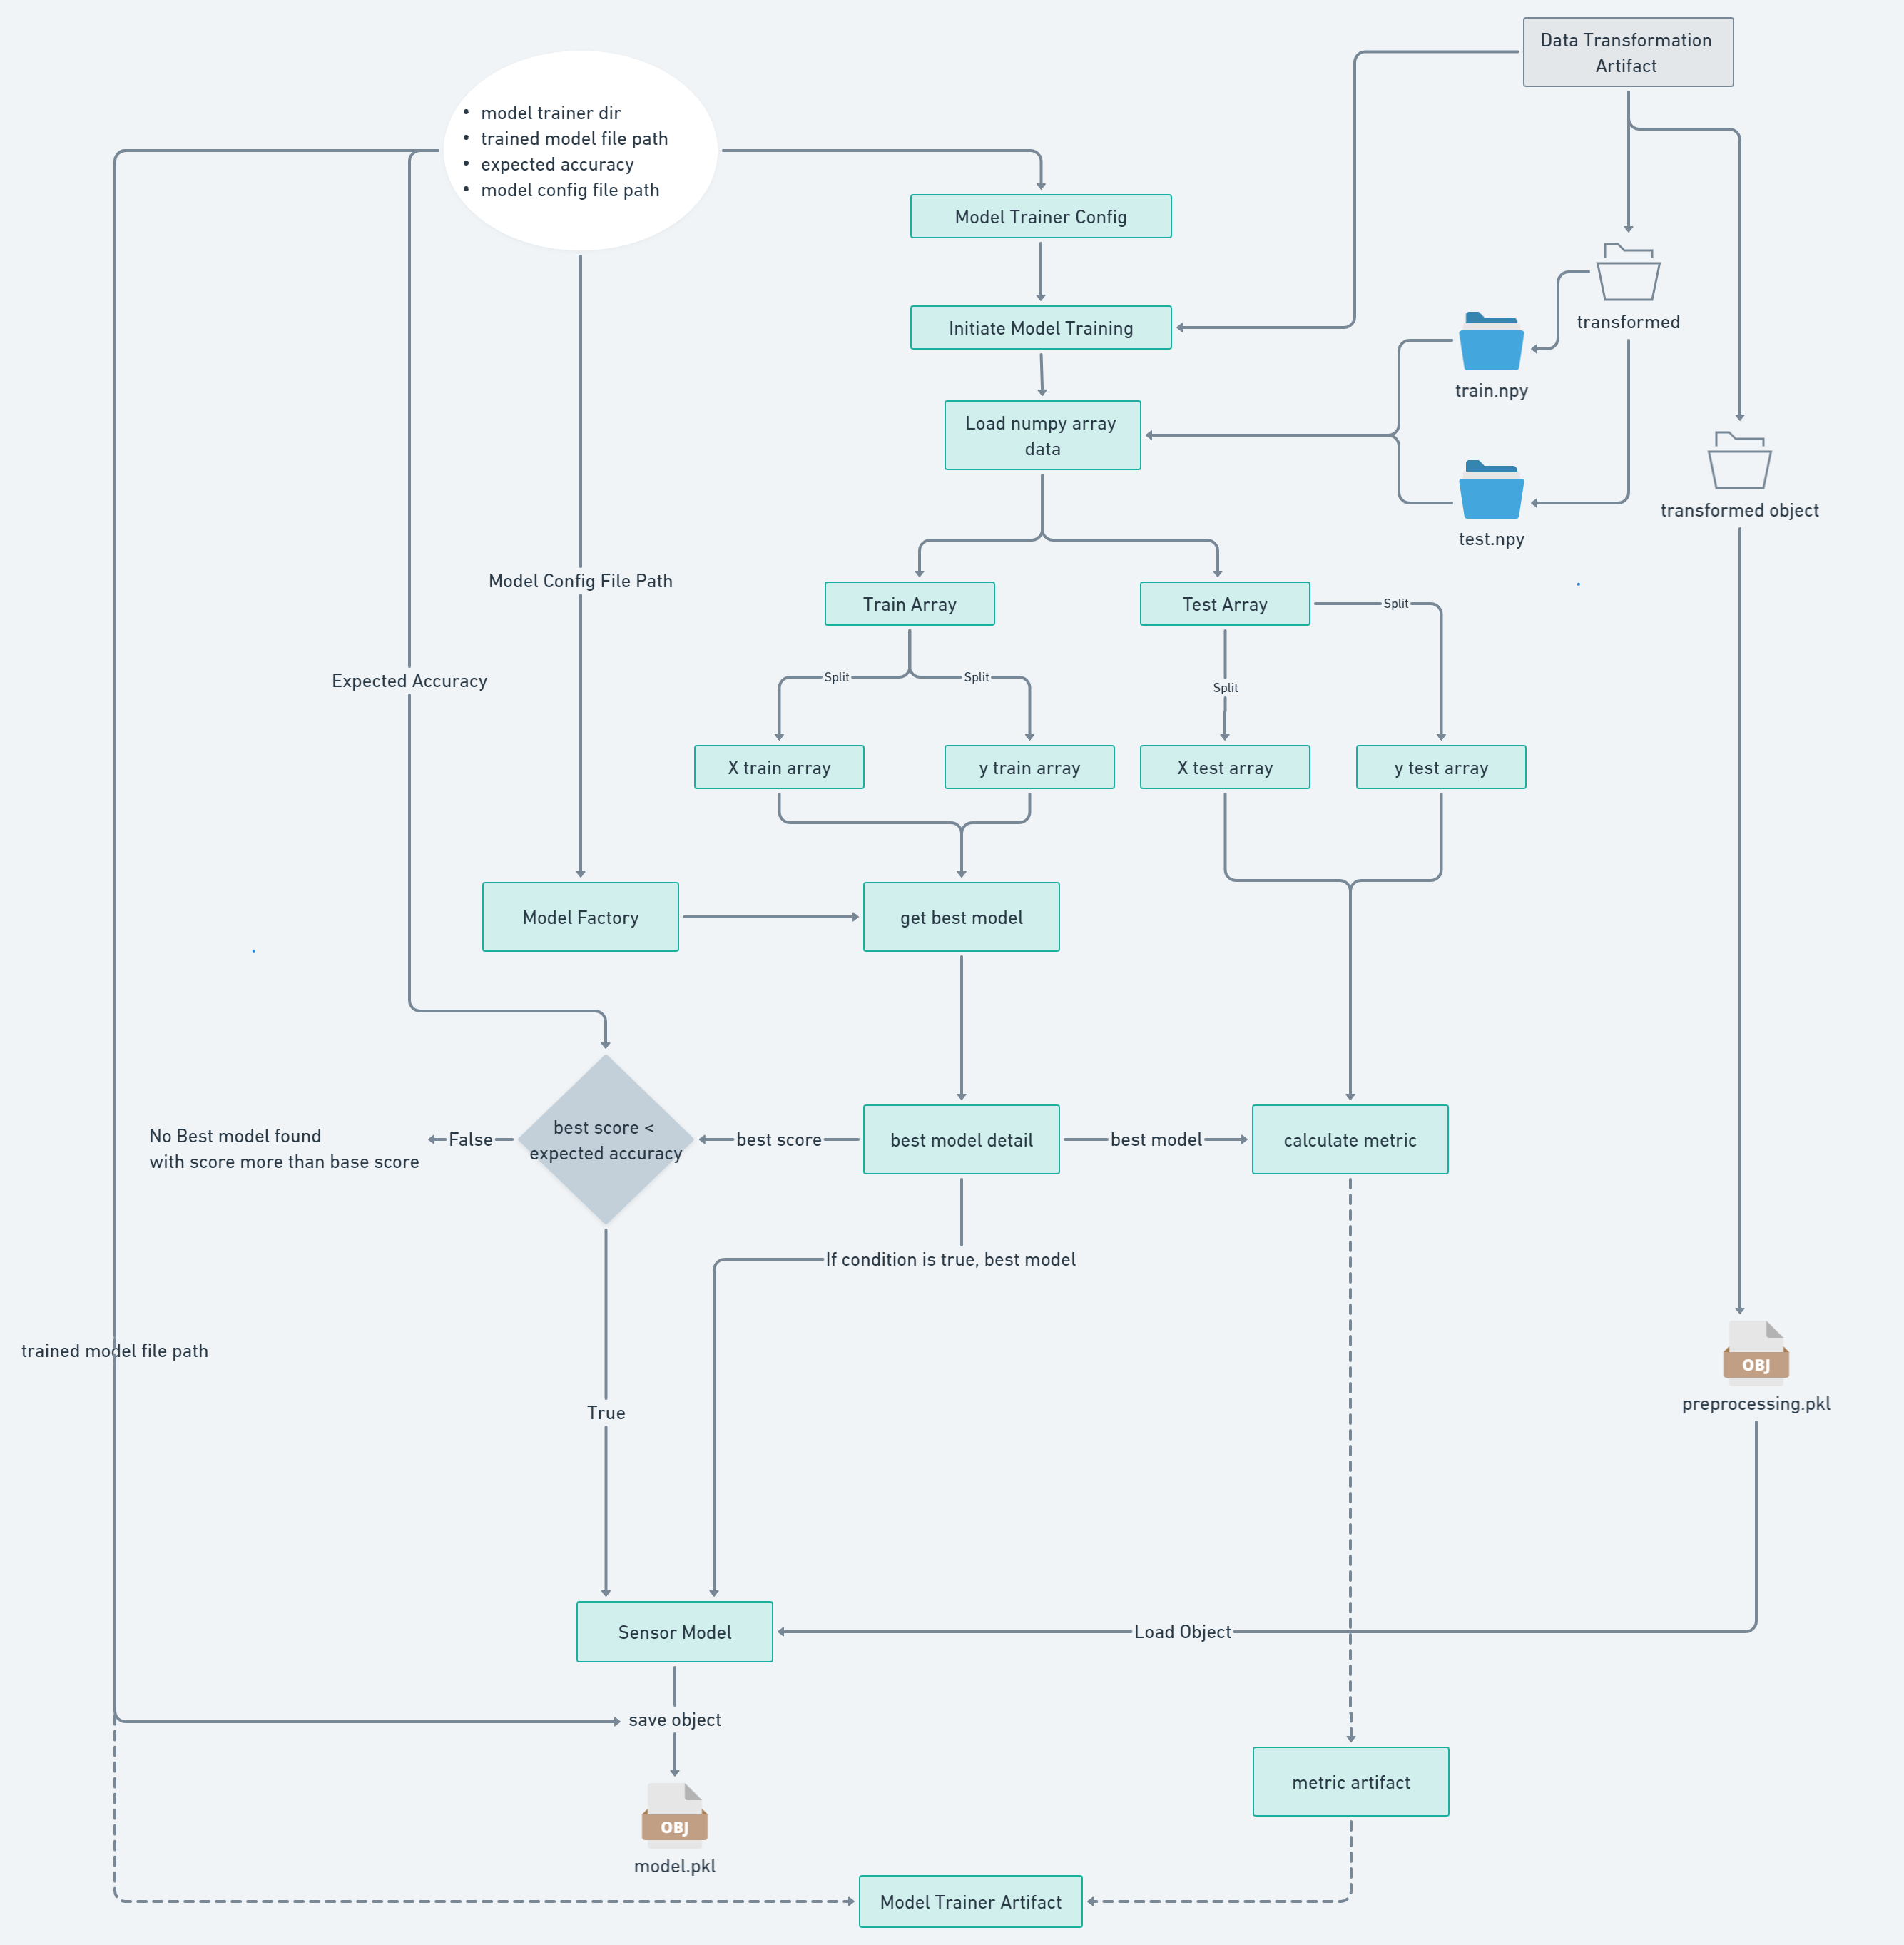 Data Transformation
Artifact
• model trainer dir
• trained model file path
• expected accuracy
• model config file path
Model Trainer Config
Initiate Model Training
transformed
train.npy
Load numpy array
data
transformed object
test.npy
Model Config File Path
Train Array
Test Array
Split
Expected Accuracy
Split
Split
Split
X train array
y train array
X test array
y test array
Model Factory
get best model
best score <
expected accuracy
No Best model found
with score more than base score
False
best score
best model detail
best model
calculate metric
If condition is true, best model
trained model file path
OBJ
preprocessing.pkl
True
Sensor Model
Load Object
save object
metric artifact
OBJ
model.pkl
Model Trainer Artifact